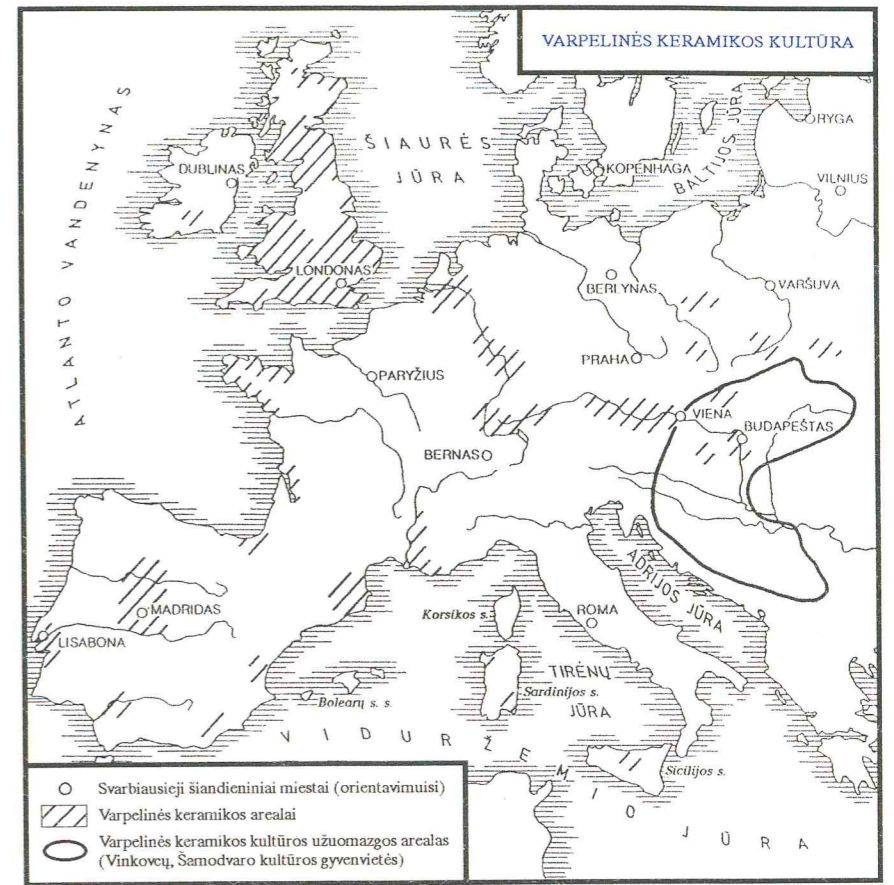 VARPELINĖS KERAMIKOS KULTŪRA
ATLANTO VANDENYNAS
ŠIAURĖS
JŪRA
BALTIJOS JŪRA
RYGA
VILNIUS
DUBLINAS
KOPENHAGA
LONDONAS
BERLYNAS
VARŠUVA
PRAHA
PARYŽIUS
VIENA
BUDAPEŠTAS
BERNAS
ADRIJOS JŪRA
MADRIDAS
LISABONA
Korsikos s.
ROMA
TIRĖNŲ
JŪRA
Sardinijos s.
Bolearų s. s.
Sicilijos s.
VIDURŽEMIO JŪRA
Svarbiausieji šiandieniniai miestai (orientavimuisi)
Varpelinės keramikos arealai
Varpelinės keramikos kultūros užuomazgos arealas
(Vinkovcų, Šamodvaro kultūros gyvenvietės)